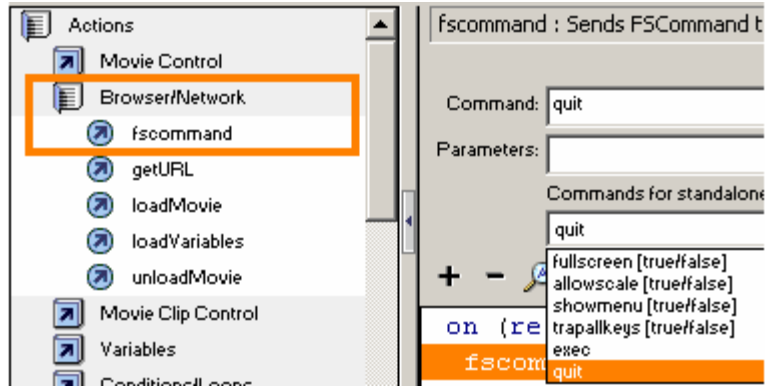 Actions
Movie Control
Browser/Network
fscommand
getURL
loadMovie
loadVariables
unloadMovie
Movie Clip Control
Variables
Conditions/Loops
fscommand : Sends FSCommand t
Command: quit
Parameters:
Commands for standalone
quit
fullscreen [true/false]
allowscale [true/false]
showmenu [true/false]
trapallkeys [true/false]
exec
quit
on (re
fscom